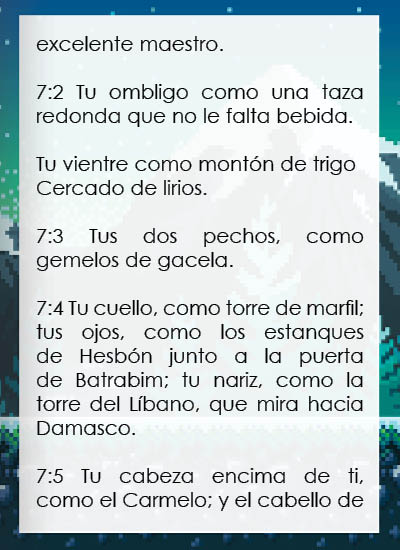 excelente maestro.
7:2 Tu ombligo como una taza
redonda que no le falta bebida.
Tu vientre como montón de trigo
Cercado de lirios.
7:3 Tus dos pechos, como
gemelos de gacela.
7:4 Tu cuello, como torre de marfil;
tus ojos, como los estanques
de Hesbón junto a la puerta
de Batrabim; tu nariz, como la
torre del Líbano, que mira hacia
Damasco.
7:5 Tu cabeza encima de ti,
como el Carmelo; y el cabello de